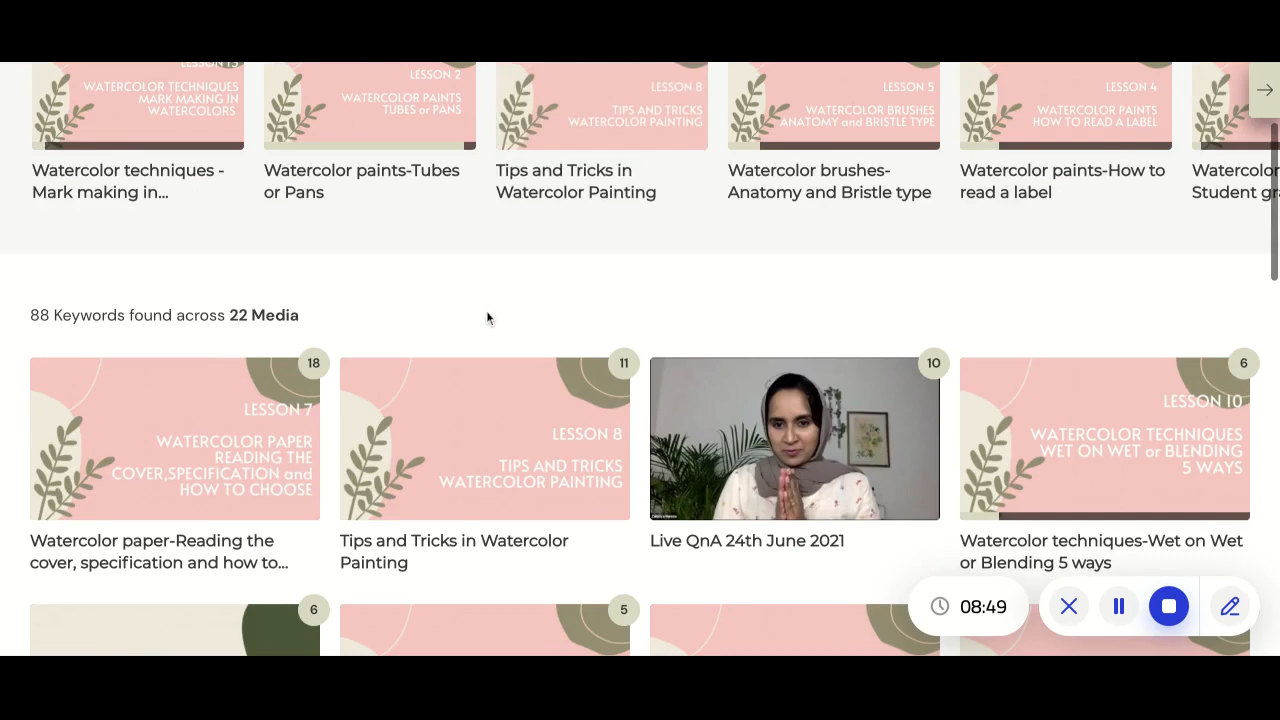 LESSON 13
WATERCOLOR TECHNIQUES
MARK MAKING IN
WATERCOLORS
LESSON 2
WATERCOLOR PAINTS
TUBES or PANS
LESSON 8
TIPS AND TRICKS
WATERCOLOR PAINTING
LESSON 5
WATERCOLOR BRUSHES
ANATOMY and BRISTLE TYPE
LESSON 4
WATERCOLOR PAINTS
HOW TO READ A LABEL
Watercolor techniques -
Mark making in...
Watercolor paints-Tubes
or Pans
Tips and Tricks in
Watercolor Painting
Watercolor brushes-
Anatomy and Bristle type
Watercolor paints-How to
read a label
Watercolor
Student gr
88 Keywords found across 22 Media
18
LESSON 7
WATERCOLOR PAPER
READING THE
COVER,SPECIFICATION and
HOW TO CHOOSE
11
LESSON 8
TIPS AND TRICKS
WATERCOLOR PAINTING
10
6
LESSON 10
WATERCOLOR TECHNIQUES
WET ON WET or BLENDING
5 WAYS
Watercolor paper-Reading the
cover, specification and how to...
Tips and Tricks in Watercolor
Painting
Live QnA 24th June 2021
Watercolor techniques-Wet on Wet
or Blending 5 ways
6
5
08:49